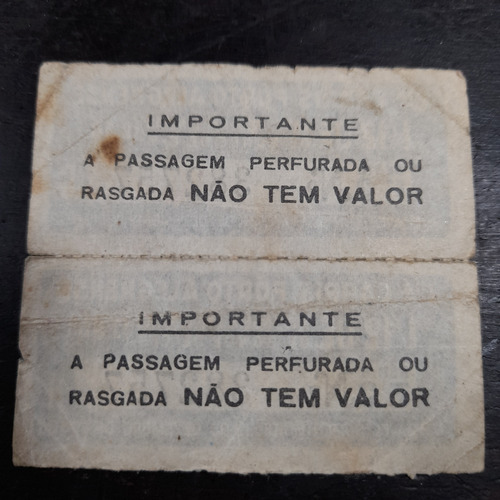 IMPORTANTE
A PASSAGEM PERFURADA OU
RASGADA NÃO TEM VALOR
IMPORTANTE
A PASSAGEM PERFURADA OU
RASGADA NÃO TEM VALOR